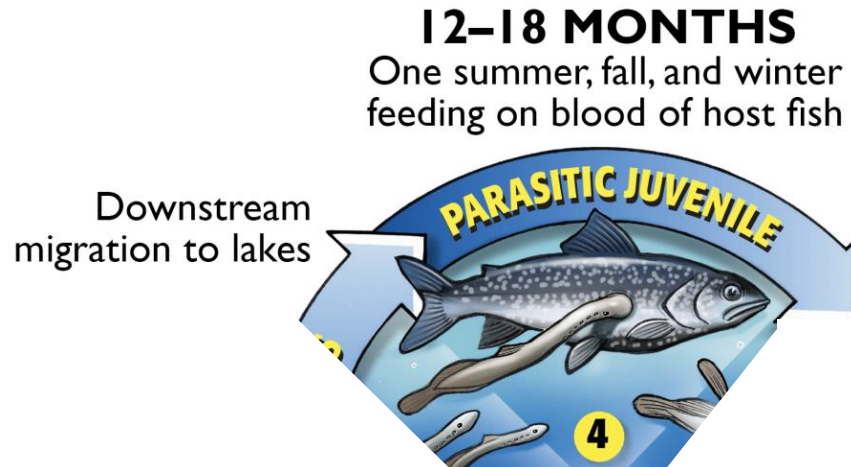 12–18 MONTHS
One summer, fall, and winter
feeding on blood of host fish
PARASITIC JUVENILE
Downstream
migration to lakes
4